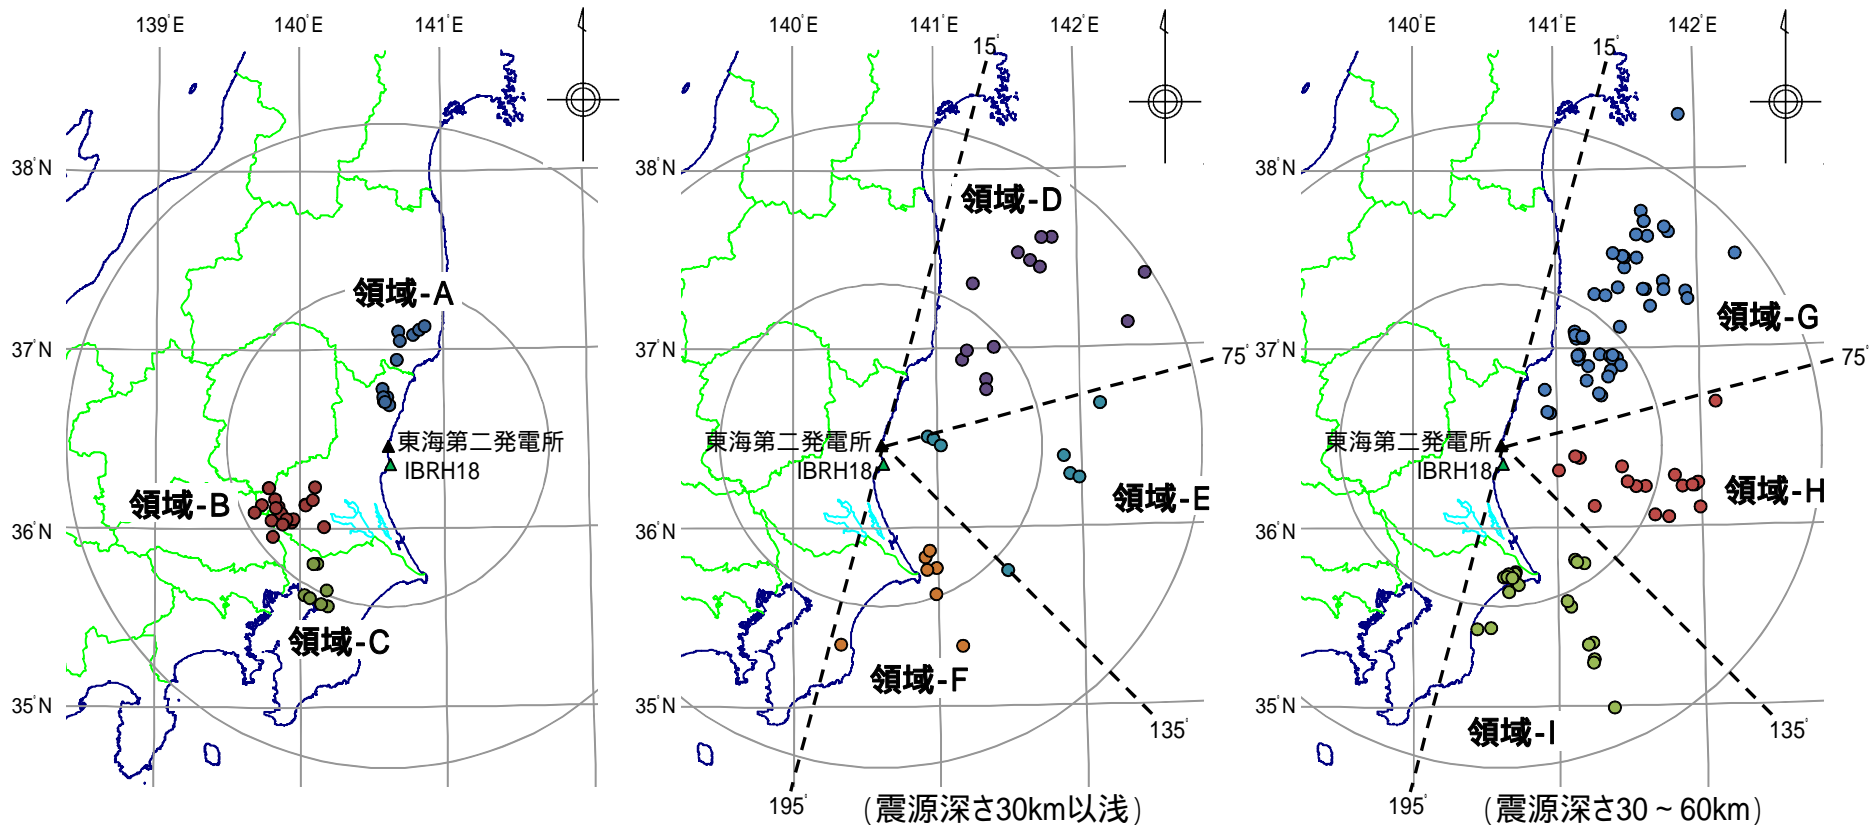 139°E 140°E 141°E
38°N
37°N
36°N
35°N
領域-A
東海第二発電所
IBRH18
領域-B
領域-C
140°E 141°E 142°E
15°
38°N
領域-D
37°N
75°
東海第二発電所
IBRH18
領域-E
36°N
領域-F
35°N
135°
195°
(震源深さ30km以浅)
140°E 141°E 142°E
15°
38°N
領域-G
37°N
75°
東海第二発電所
IBRH18
領域-H
36°N
35°N
領域-I
135°
195°
(震源深さ30～60km)